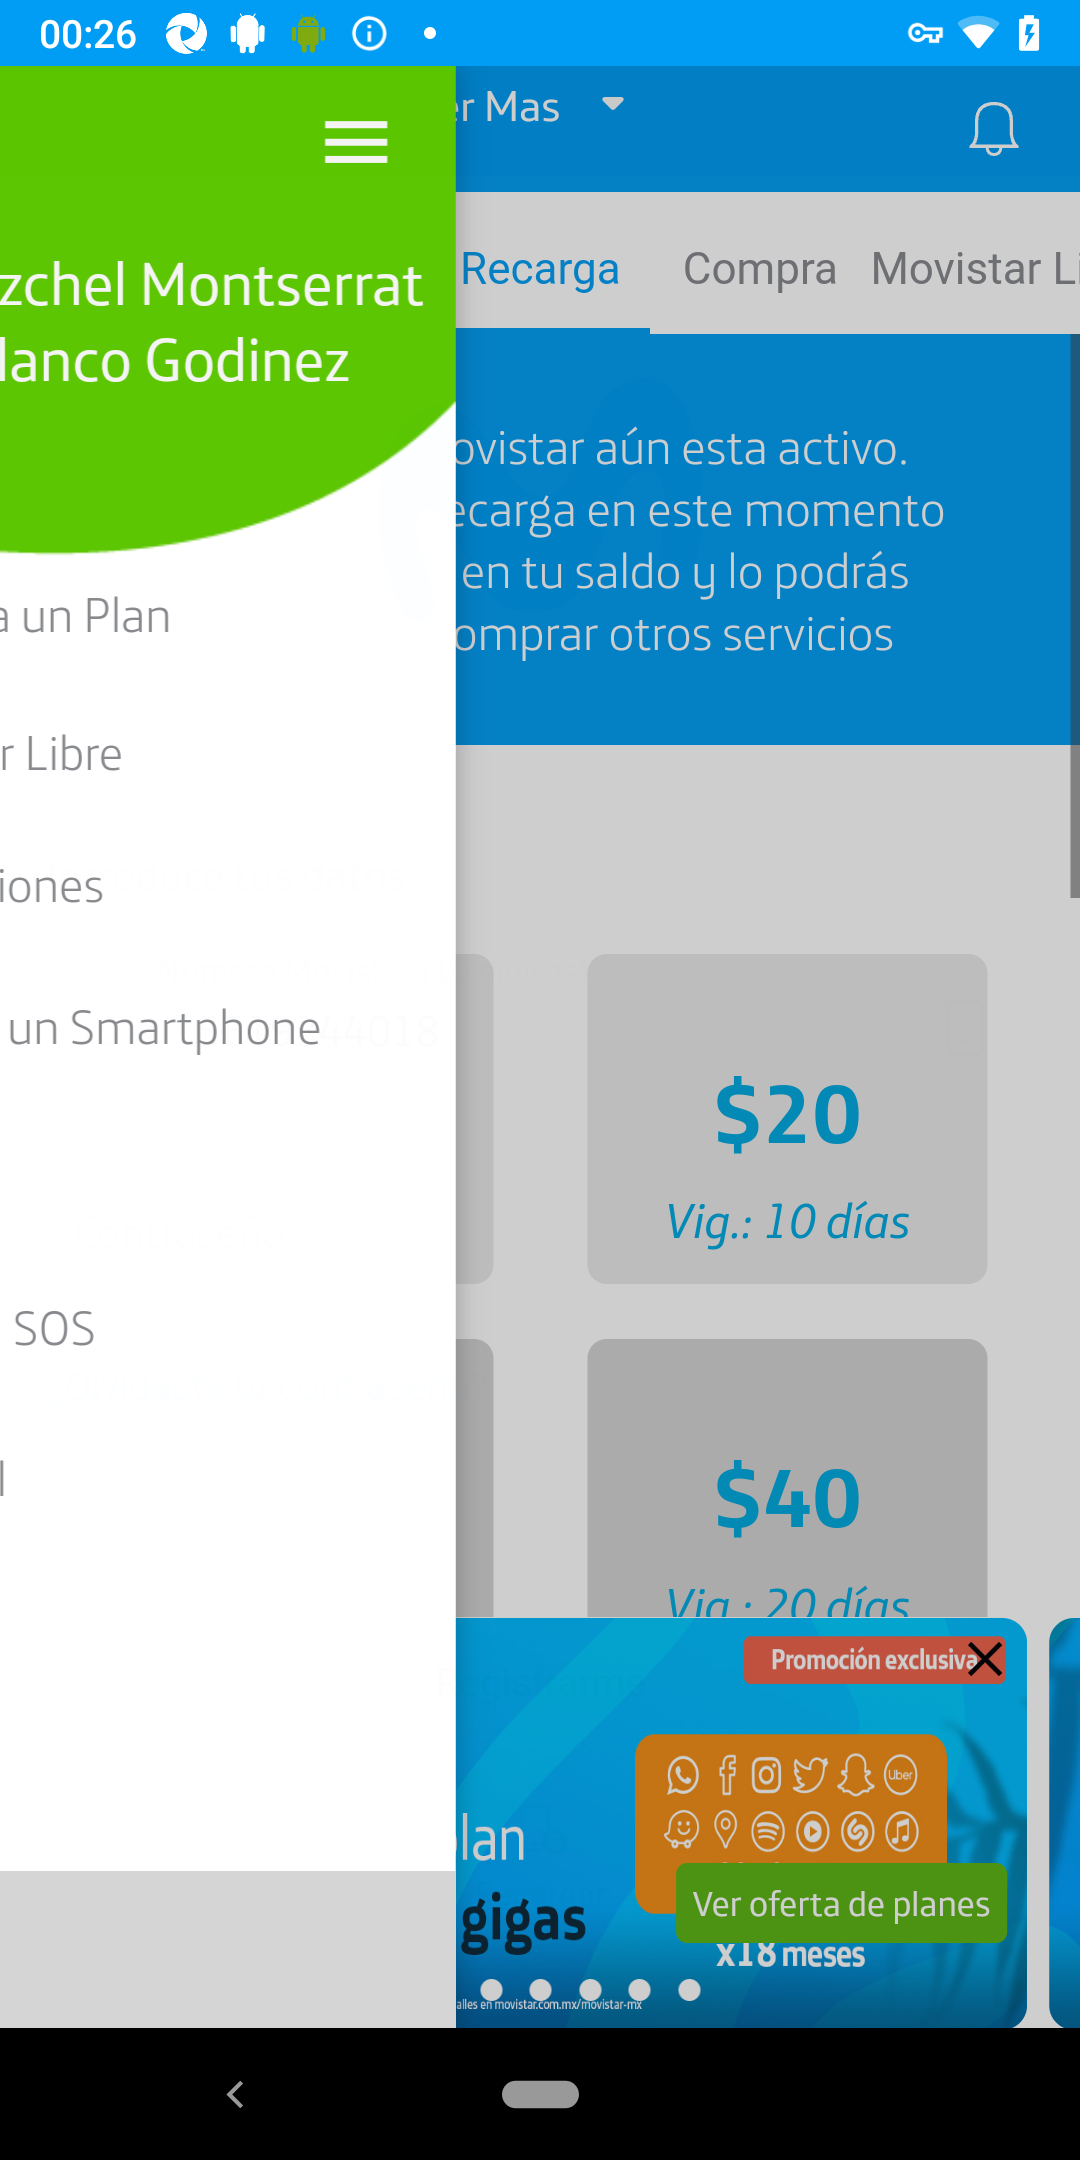 00:26
er Mas
zchel Montserrat
lanco Godinez
Recarga
Compra
Movistar Li
ovistar aún esta activo.
ecarga en este momento
en tu saldo y lo podrás
omprar otros servicios
a un Plan
r Libre
iones
un Smartphone
44018
SOS
l
$20
Vig.: 10 días
$40
Vig.: 20 días
Promoción exclusiva
Registrarme
Uber
lan
gigas
Ver oferta de planes
x18 meses
alles en movistar.com.mx/movistar-mx